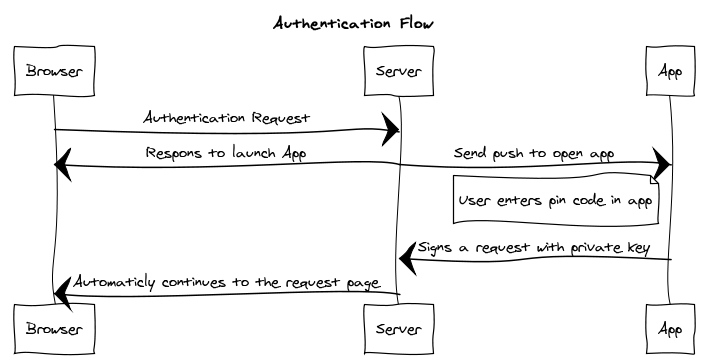 Authentication Flow
Browser
Server
App
Authentication Request
Respons to launch App
Send push to open app
User enters pin code in app
Signs a request with private key
Automaticly continues to the request page
Browser
Server
App